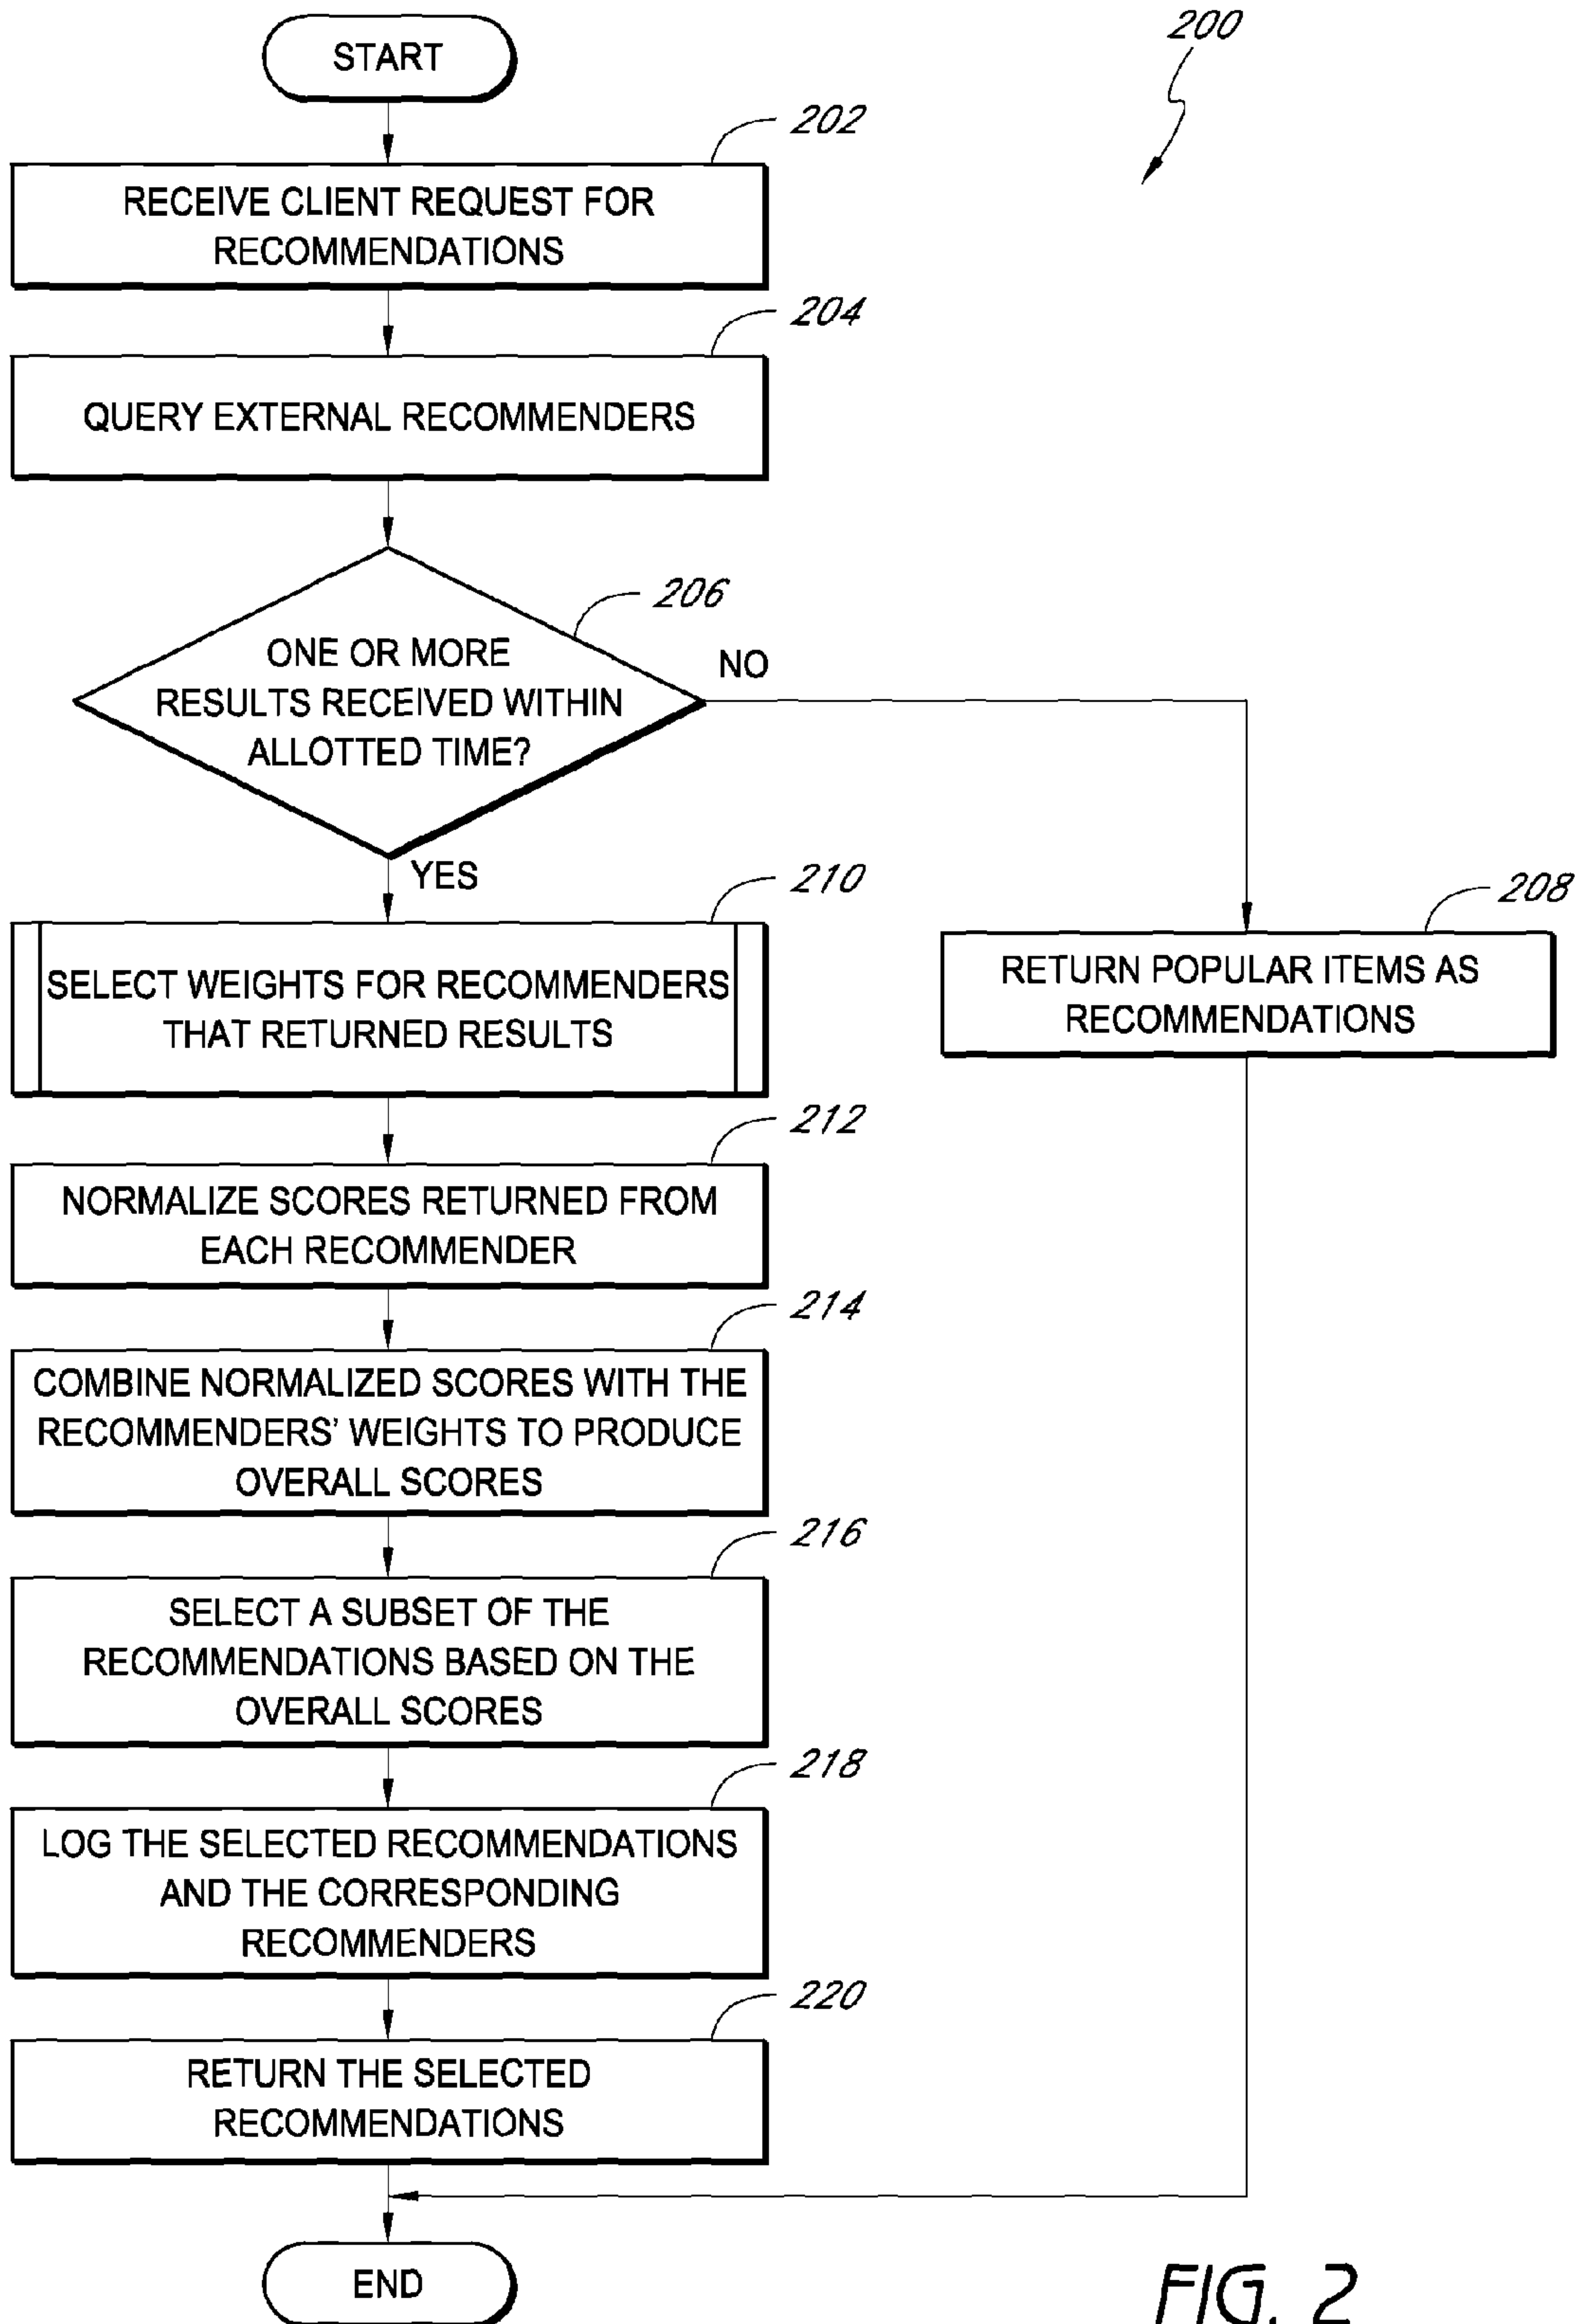 START
200
202
RECEIVE CLIENT REQUEST FOR
RECOMMENDATIONS
204
QUERY EXTERNAL RECOMMENDERS
206
ONE OR MORE
RESULTS RECEIVED WITHIN
ALLOTTED TIME?
NO
YES
210
SELECT WEIGHTS FOR RECOMMENDERS
THAT RETURNED RESULTS
208
RETURN POPULAR ITEMS AS
RECOMMENDATIONS
212
NORMALIZE SCORES RETURNED FROM
EACH RECOMMENDER
214
COMBINE NORMALIZED SCORES WITH THE
RECOMMENDERS' WEIGHTS TO PRODUCE
OVERALL SCORES
216
SELECT A SUBSET OF THE
RECOMMENDATIONS BASED ON THE
OVERALL SCORES
218
LOG THE SELECTED RECOMMENDATIONS
AND THE CORRESPONDING
RECOMMENDERS
220
RETURN THE SELECTED
RECOMMENDATIONS
END
FIG. 2